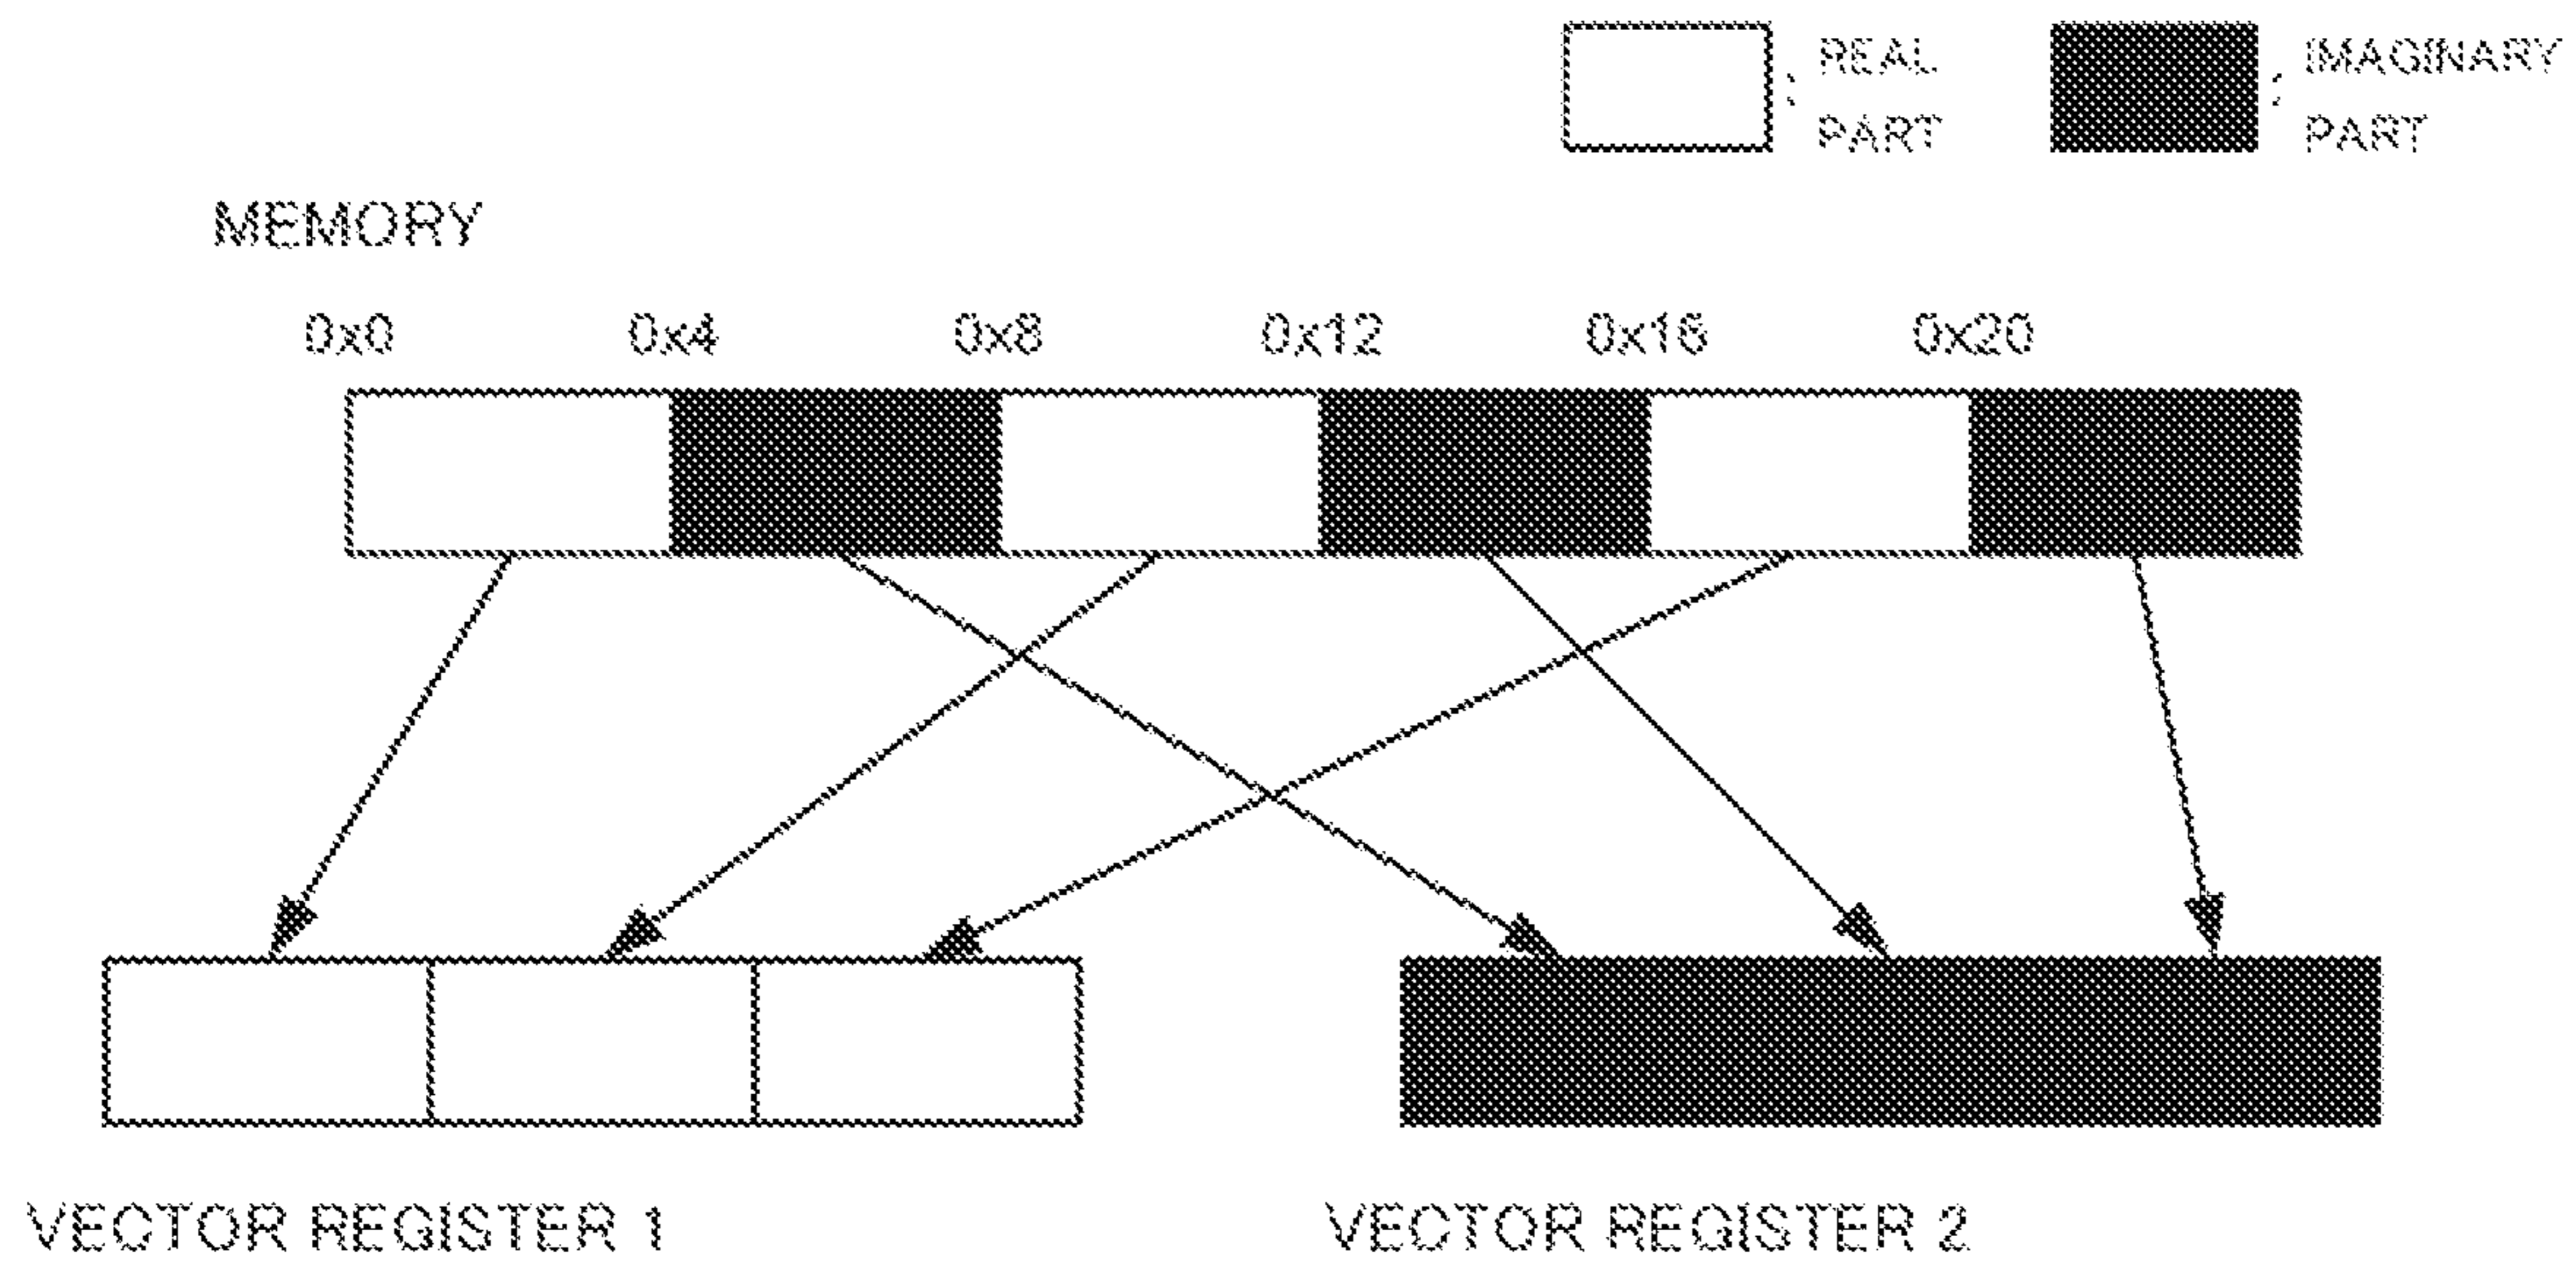 ; REAL PART
; IMAGINARY PART
MEMORY
0x0 0x4 0x8 0x12 0x16 0x20
VECTOR REGISTER 1 VECTOR REGISTER 2